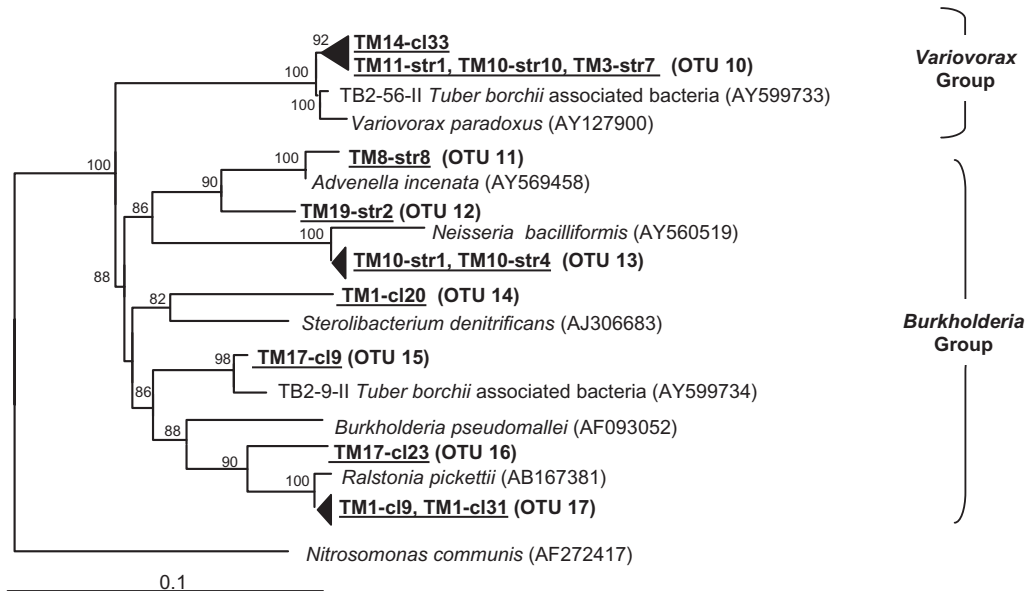 92
TM14-cl33
TM11-str1, TM10-str10, TM3-str7 (OTU 10)
100
TB2-56-II Tuber borchii associated bacteria (AY599733)
100
Variovorax paradoxus (AY127900)
Variovorax
Group
100
100
TM8-str8 (OTU 11)
90
Advenella incenata (AY569458)
86
TM19-str2 (OTU 12)
100
Neisseria bacilliformis (AY560519)
TM10-str1, TM10-str4 (OTU 13)
88
82
TM1-cl20 (OTU 14)
Sterolibacterium denitrificans (AJ306683)
Burkholderia
Group
98
TM17-cl9 (OTU 15)
86
TB2-9-II Tuber borchii associated bacteria (AY599734)
88
Burkholderia pseudomallei (AF093052)
90
TM17-cl23 (OTU 16)
100
Ralstonia pickettii (AB167381)
TM1-cl9, TM1-cl31 (OTU 17)
Nitrosomonas communis (AF272417)
0.1